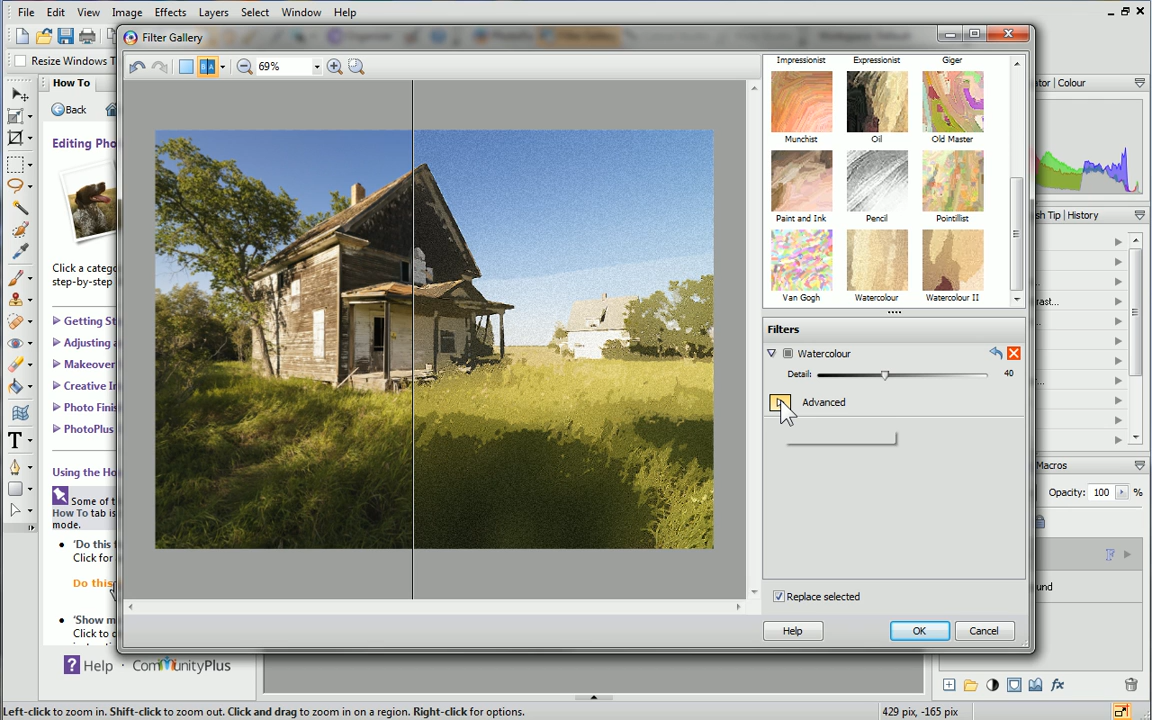 File Edit View Image Effects Layers Select Window Help
Filter Gallery
Resize Windows T
69%
How To
Back
Editing Pho
Click a catego
step-by-step
Getting St
Adjusting
Makeover
Creative In
Photo Finis
PhotoPlus
Using the Ho
Some of t
How To tab is
mode.
'Do this
Click for
Do this
'Show m
Click to c
Help · CommunityPlus
Impressionist Expressionist Giger
Munchist Oil Old Master
Paint and Ink Pencil Pointillist
Van Gogh Watercolour Watercolour II
Filters
Watercolour
Detail: 40
Advanced
Replace selected
Help OK Cancel
tor | Colour
sh Tip | History
rast...
Macros
Opacity: 100 %
und
Left-click to zoom in. Shift-click to zoom out. Click and drag to zoom in on a region. Right-click for options.
429 pix, -165 pix